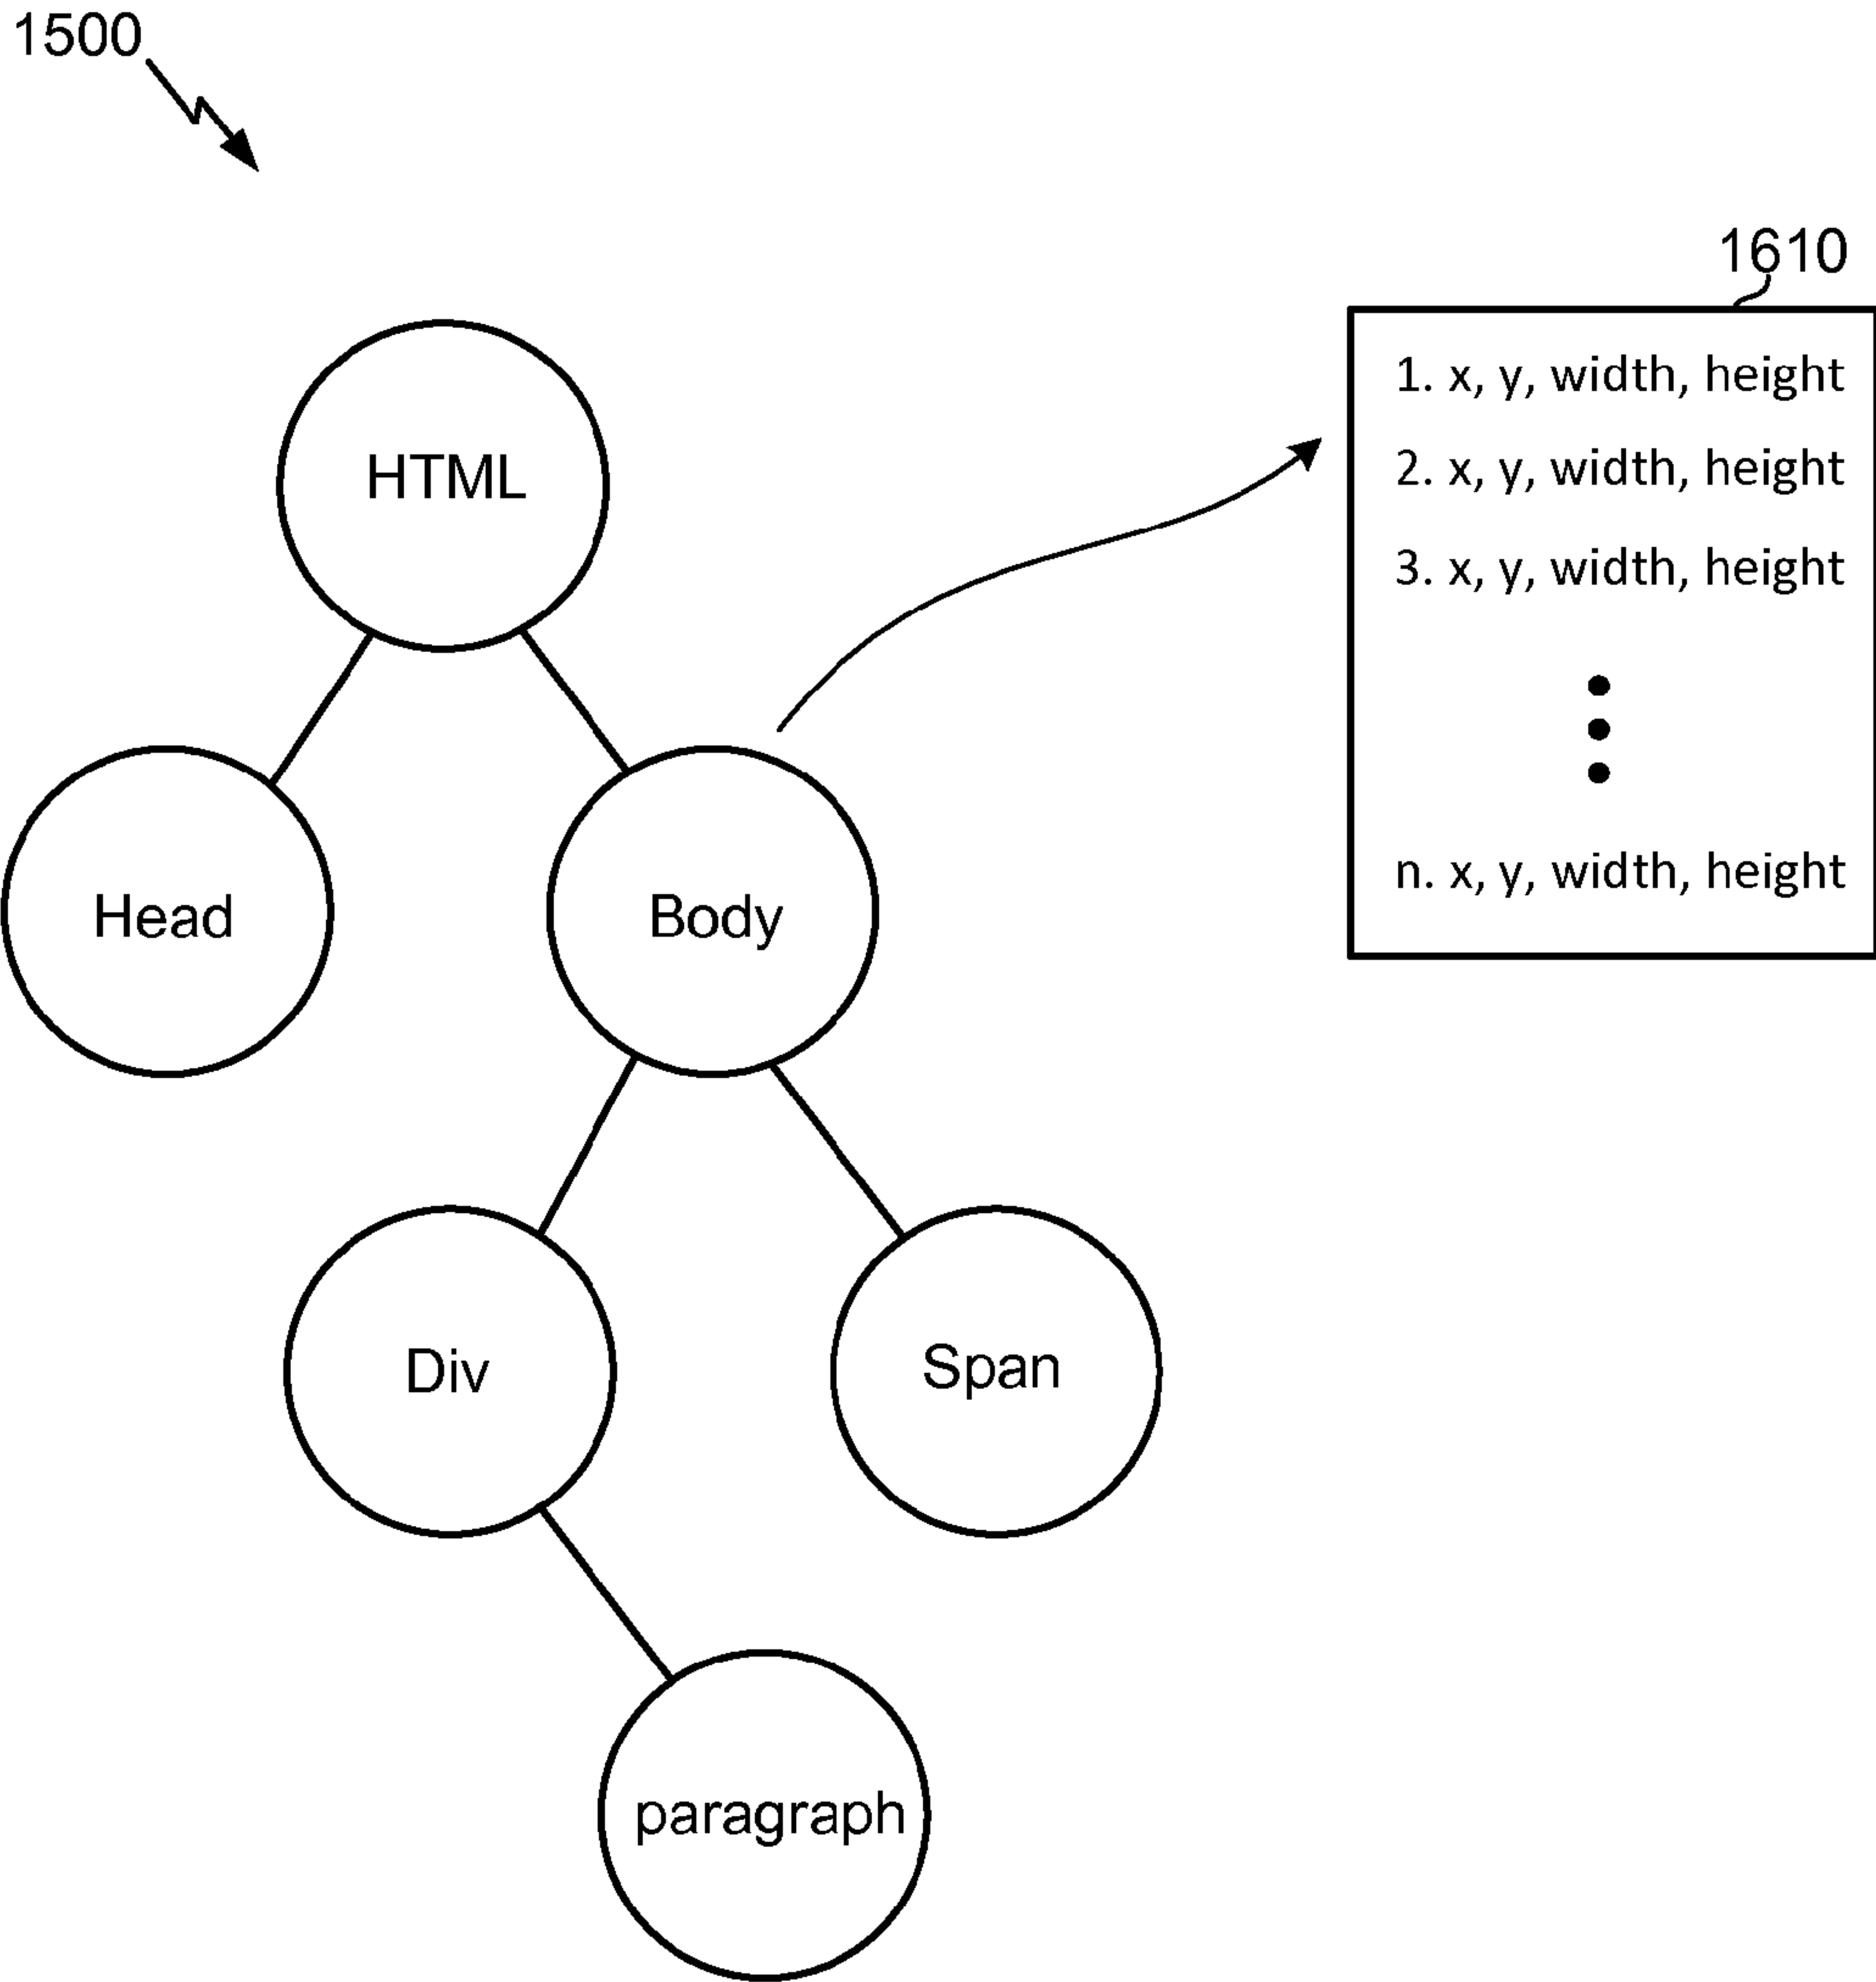 1500
1610
1. x, y, width, height
2. x, y, width, height
3. x, y, width, height
n. x, y, width, height
HTML
Head
Body
Div
Span
paragraph